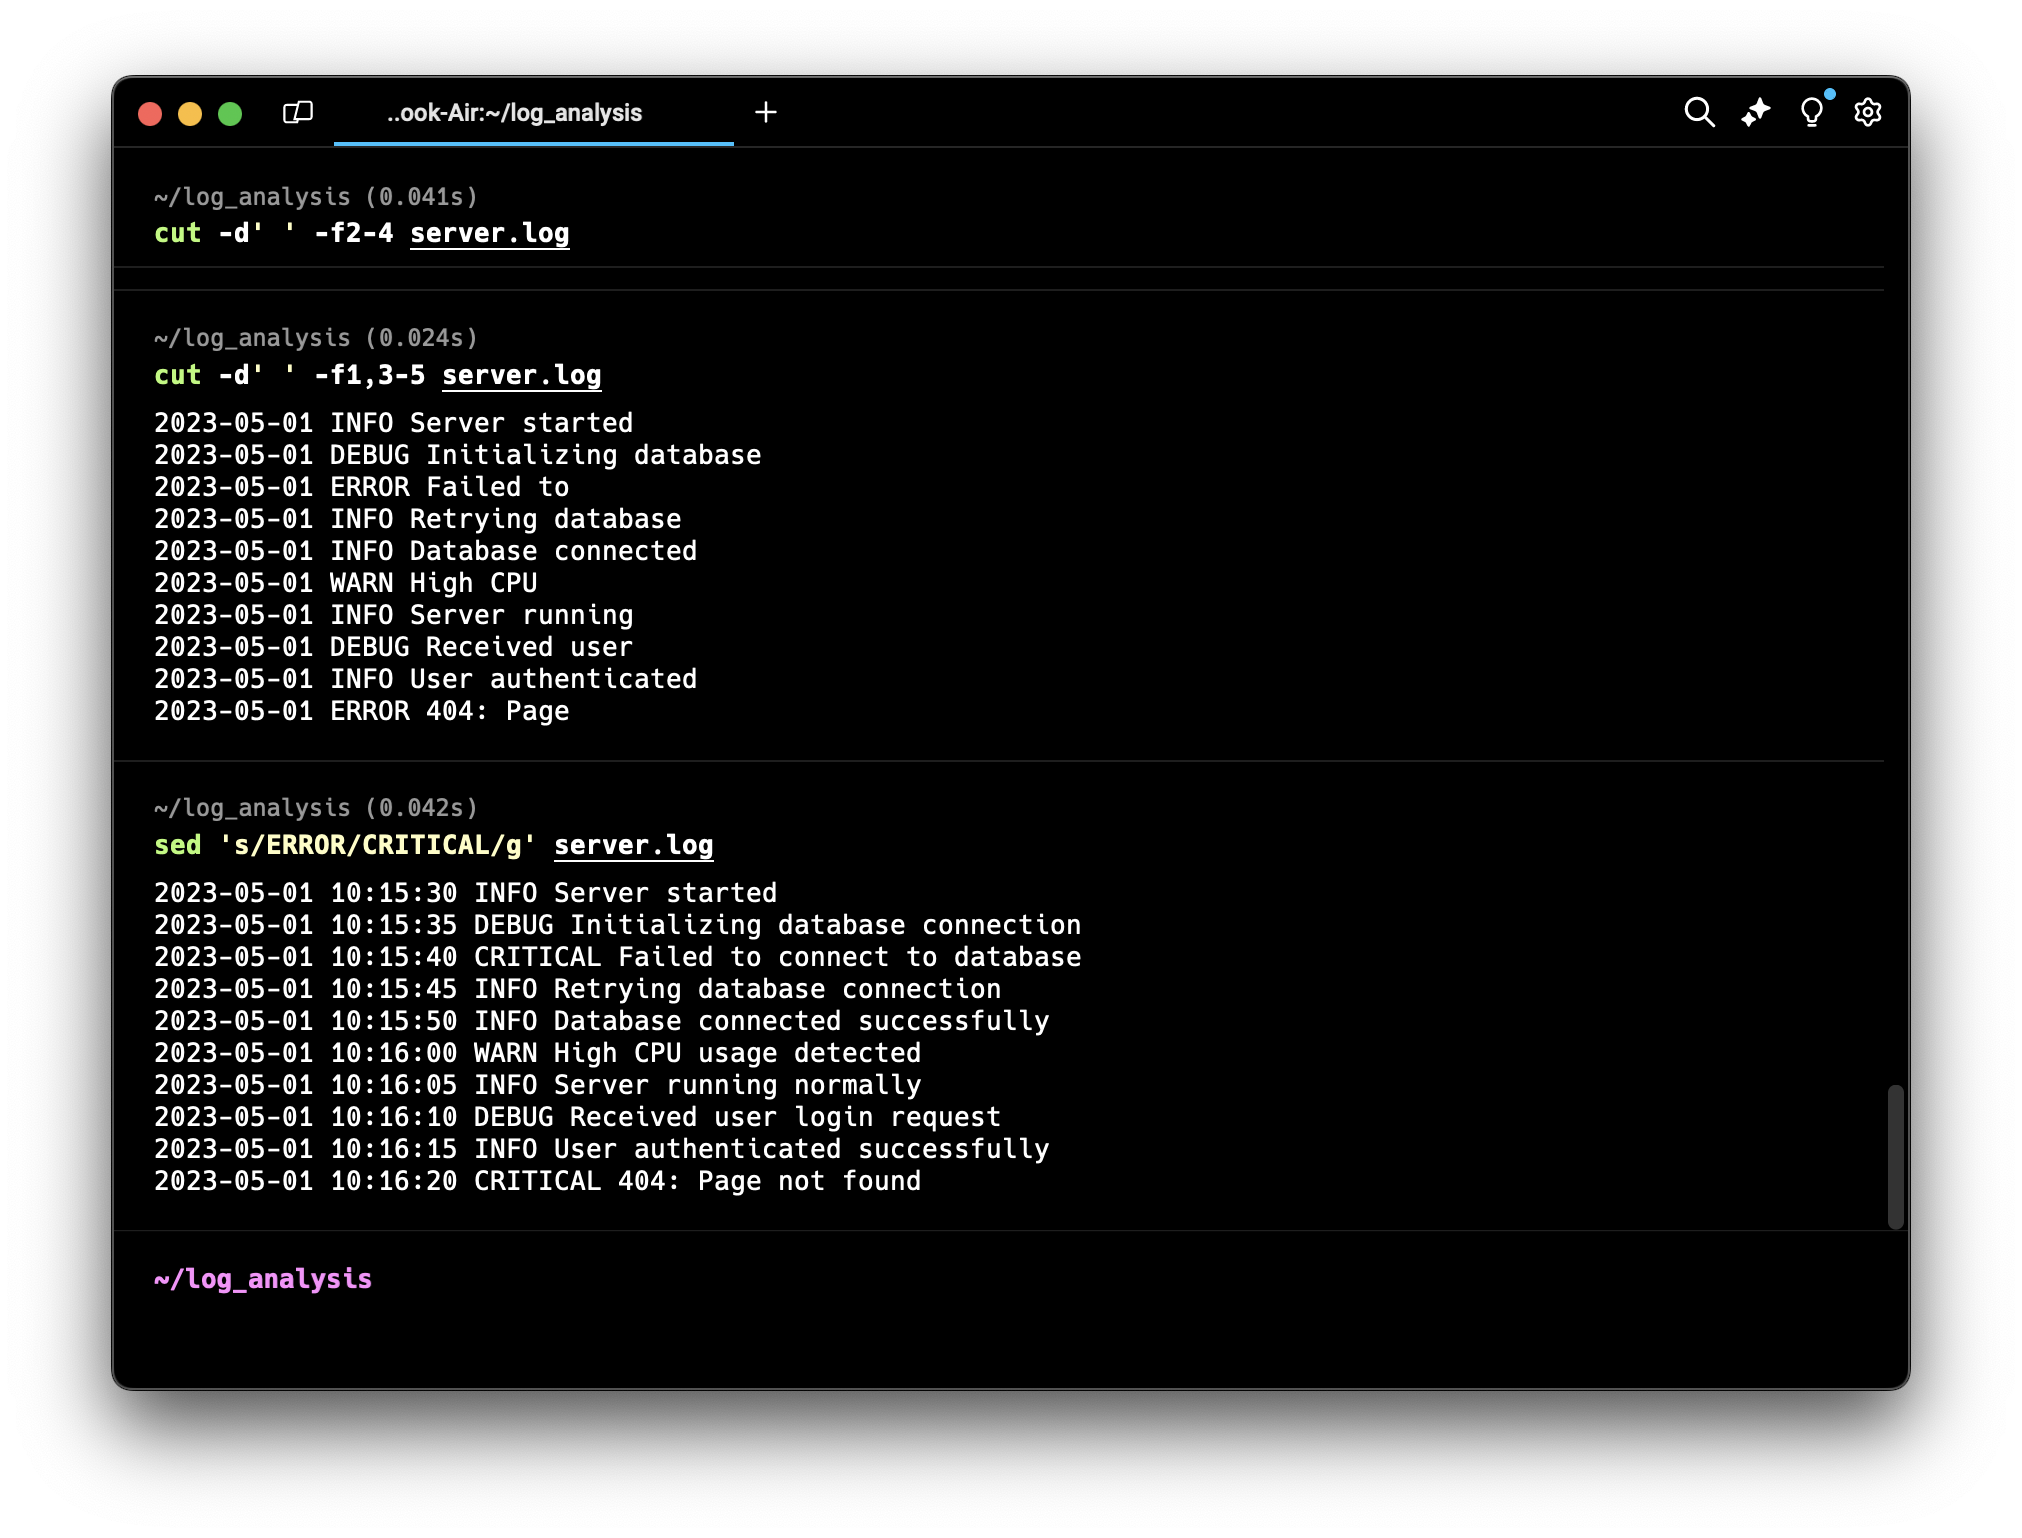 ..ook-Air:~/log_analysis
~/log_analysis (0.041s)
cut -d' ' -f2-4 server.log
~/log_analysis (0.024s)
cut -d' ' -f1,3-5 server.log
2023-05-01 INFO Server started
2023-05-01 DEBUG Initializing database
2023-05-01 ERROR Failed to
2023-05-01 INFO Retrying database
2023-05-01 INFO Database connected
2023-05-01 WARN High CPU
2023-05-01 INFO Server running
2023-05-01 DEBUG Received user
2023-05-01 INFO User authenticated
2023-05-01 ERROR 404: Page
~/log_analysis (0.042s)
sed 's/ERROR/CRITICAL/g' server.log
2023-05-01 10:15:30 INFO Server started
2023-05-01 10:15:35 DEBUG Initializing database connection
2023-05-01 10:15:40 CRITICAL Failed to connect to database
2023-05-01 10:15:45 INFO Retrying database connection
2023-05-01 10:15:50 INFO Database connected successfully
2023-05-01 10:16:00 WARN High CPU usage detected
2023-05-01 10:16:05 INFO Server running normally
2023-05-01 10:16:10 DEBUG Received user login request
2023-05-01 10:16:15 INFO User authenticated successfully
2023-05-01 10:16:20 CRITICAL 404: Page not found
~/log_analysis